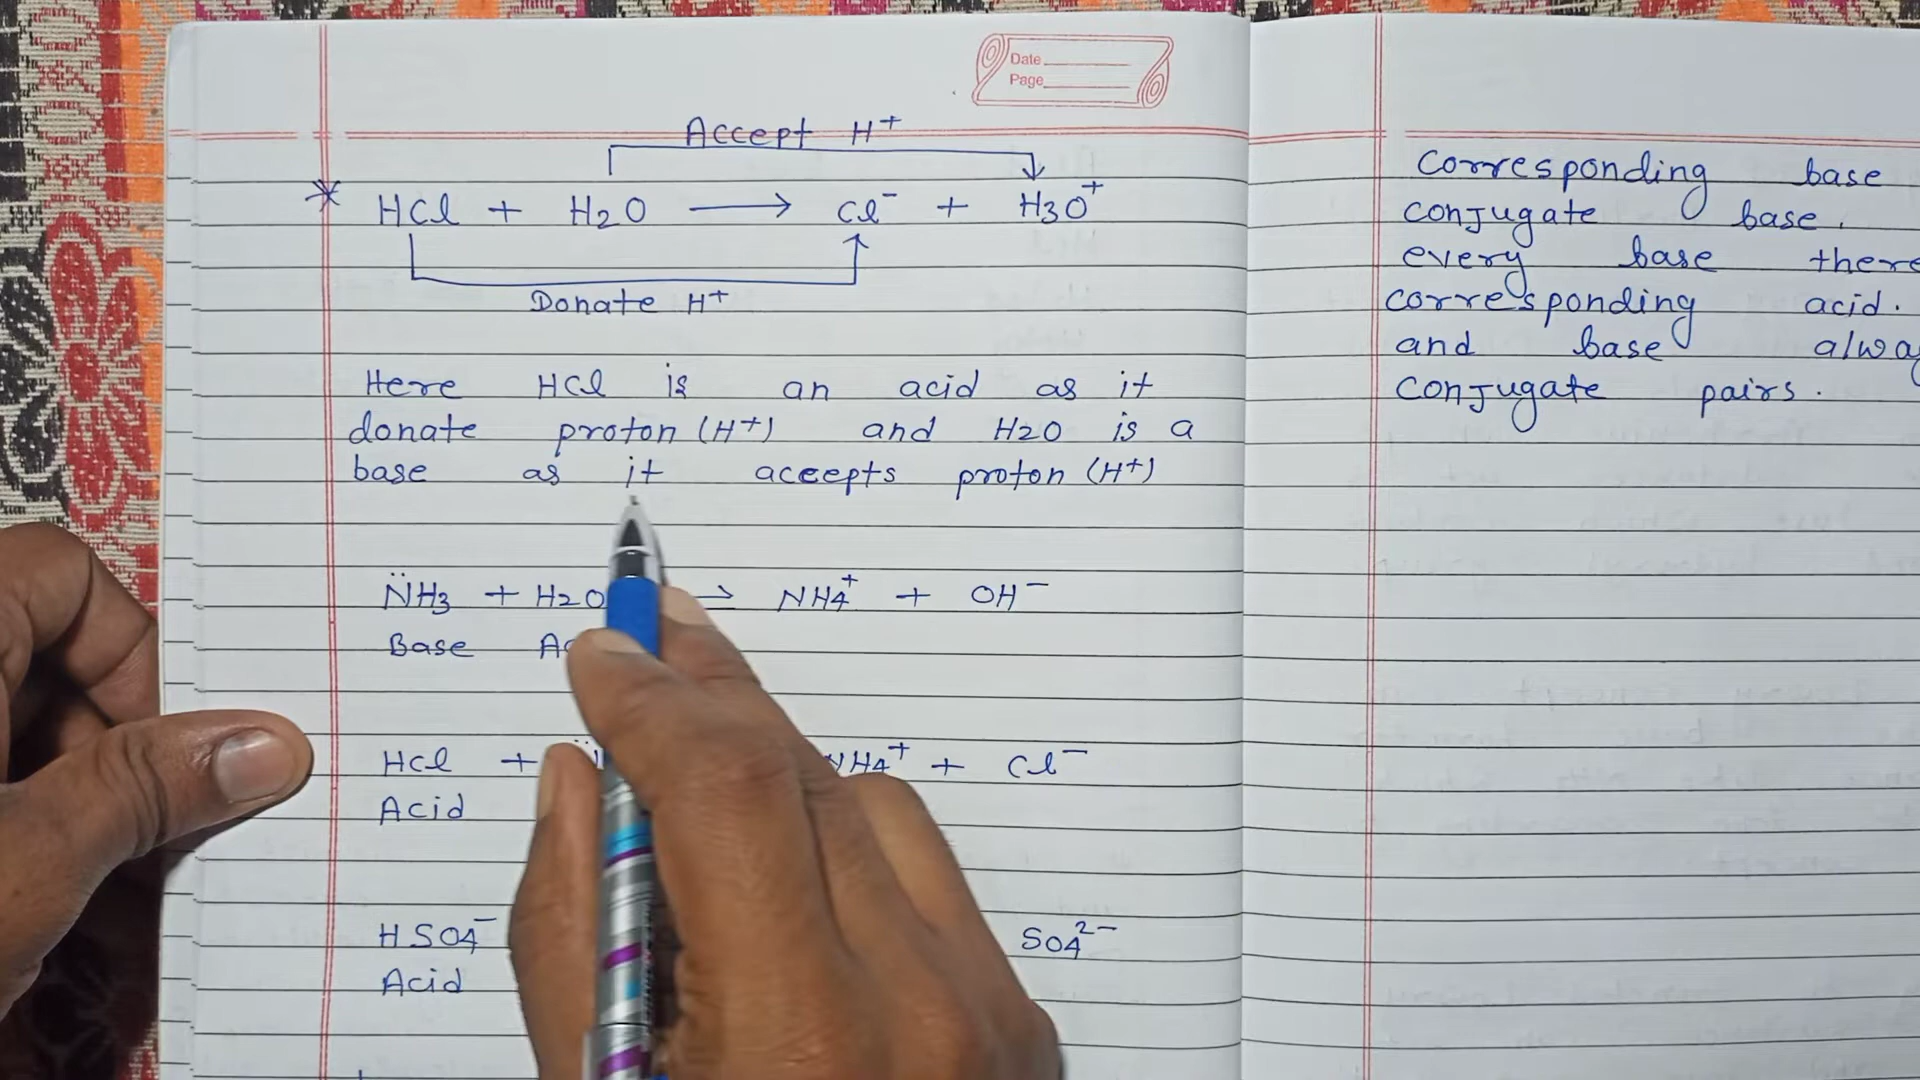 Date
Page
Accept H+
* HCl + H2O ⟶ Cl⁻ + H3O⁺
Donate H+
Here HCl is an acid as it
donate proton (H+) and H2O is a
base as it accepts proton (H+)
N̈H3 + H2O ⇌ NH4⁺ + OH⁻
Base
HCl + NH4⁺ + Cl⁻
Acid
HSO4⁻ SO4²⁻
Acid
Corresponding base
conjugate base.
every base there
corresponding acid.
and base
conjugate pairs.